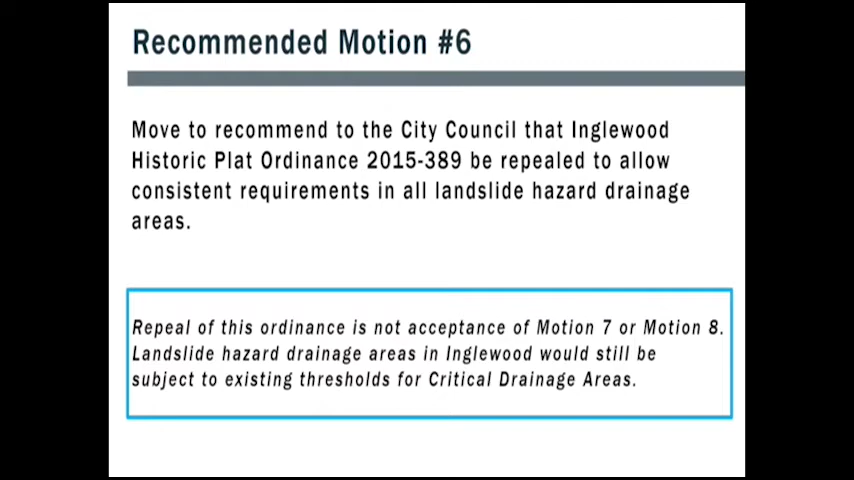 Recommended Motion #6
Move to recommend to the City Council that Inglewood
Historic Plat Ordinance 2015-389 be repealed to allow
consistent requirements in all landslide hazard drainage
areas.
Repeal of this ordinance is not acceptance of Motion 7 or Motion 8.
Landslide hazard drainage areas in Inglewood would still be
subject to existing thresholds for Critical Drainage Areas.